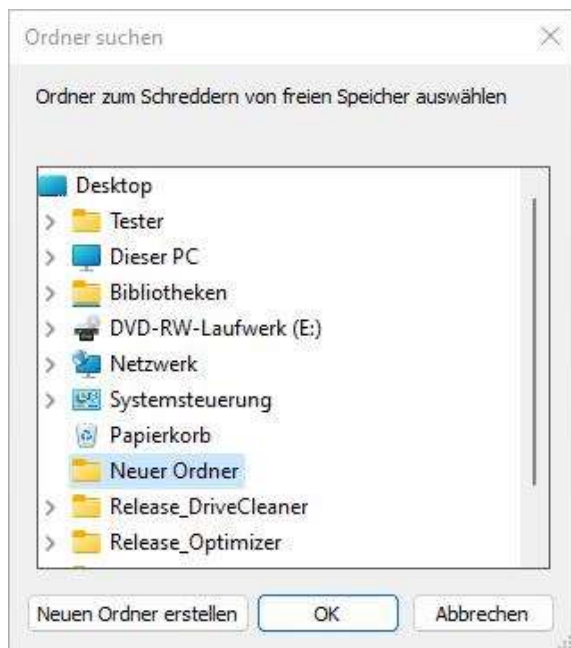 Ordner suchen
Ordner zum Schreddern von freien Speicher auswählen
Desktop
Tester
Dieser PC
Bibliotheken
DVD-RW-Laufwerk (E:)
Netzwerk
Systemsteuerung
Papierkorb
Neuer Ordner
Release_DriveCleaner
Release_Optimizer
Neuen Ordner erstellen OK Abbrechen